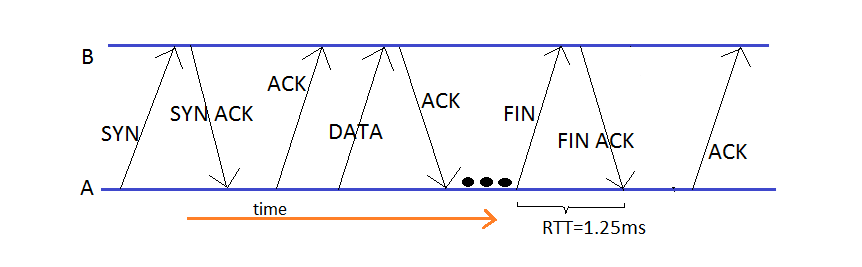 B
SYN
SYN ACK
ACK
DATA
ACK
FIN
FIN ACK
ACK
A
time
RTT=1.25ms